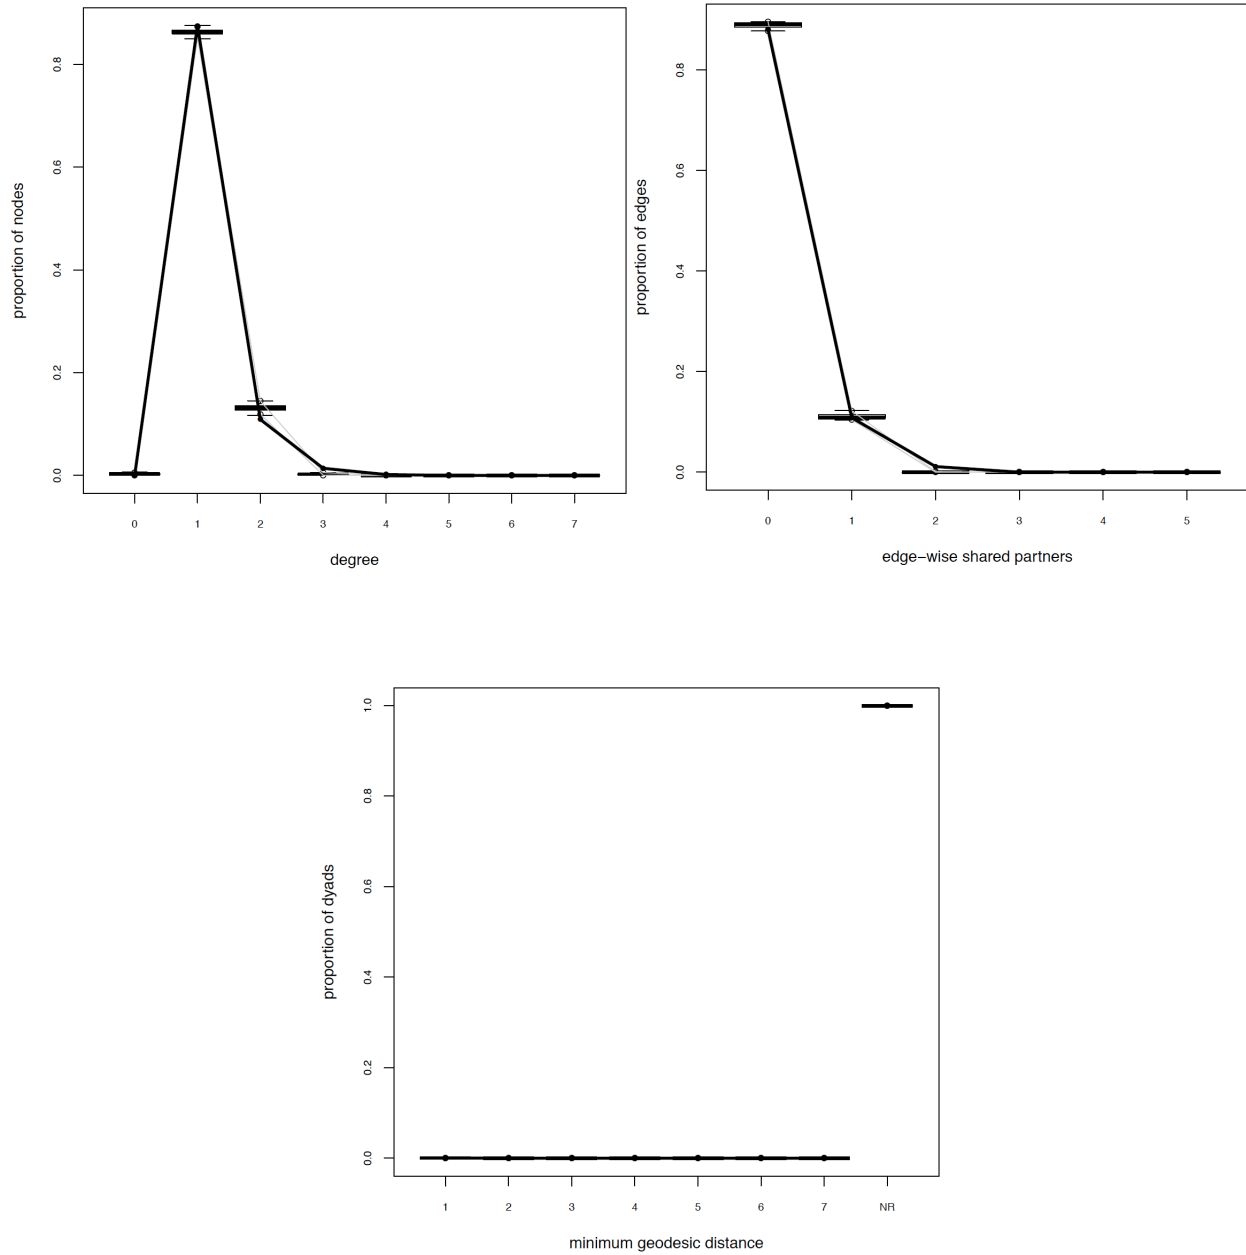 proportion of nodes
0.0 0.2 0.4 0.6 0.8
0 1 2 3 4 5 6 7
degree
proportion of edges
0.0 0.2 0.4 0.6 0.8
0 1 2 3 4 5
edge−wise shared partners
proportion of dyads
0.0 0.2 0.4 0.6 0.8 1.0
1 2 3 4 5 6 7 NR
minimum geodesic distance